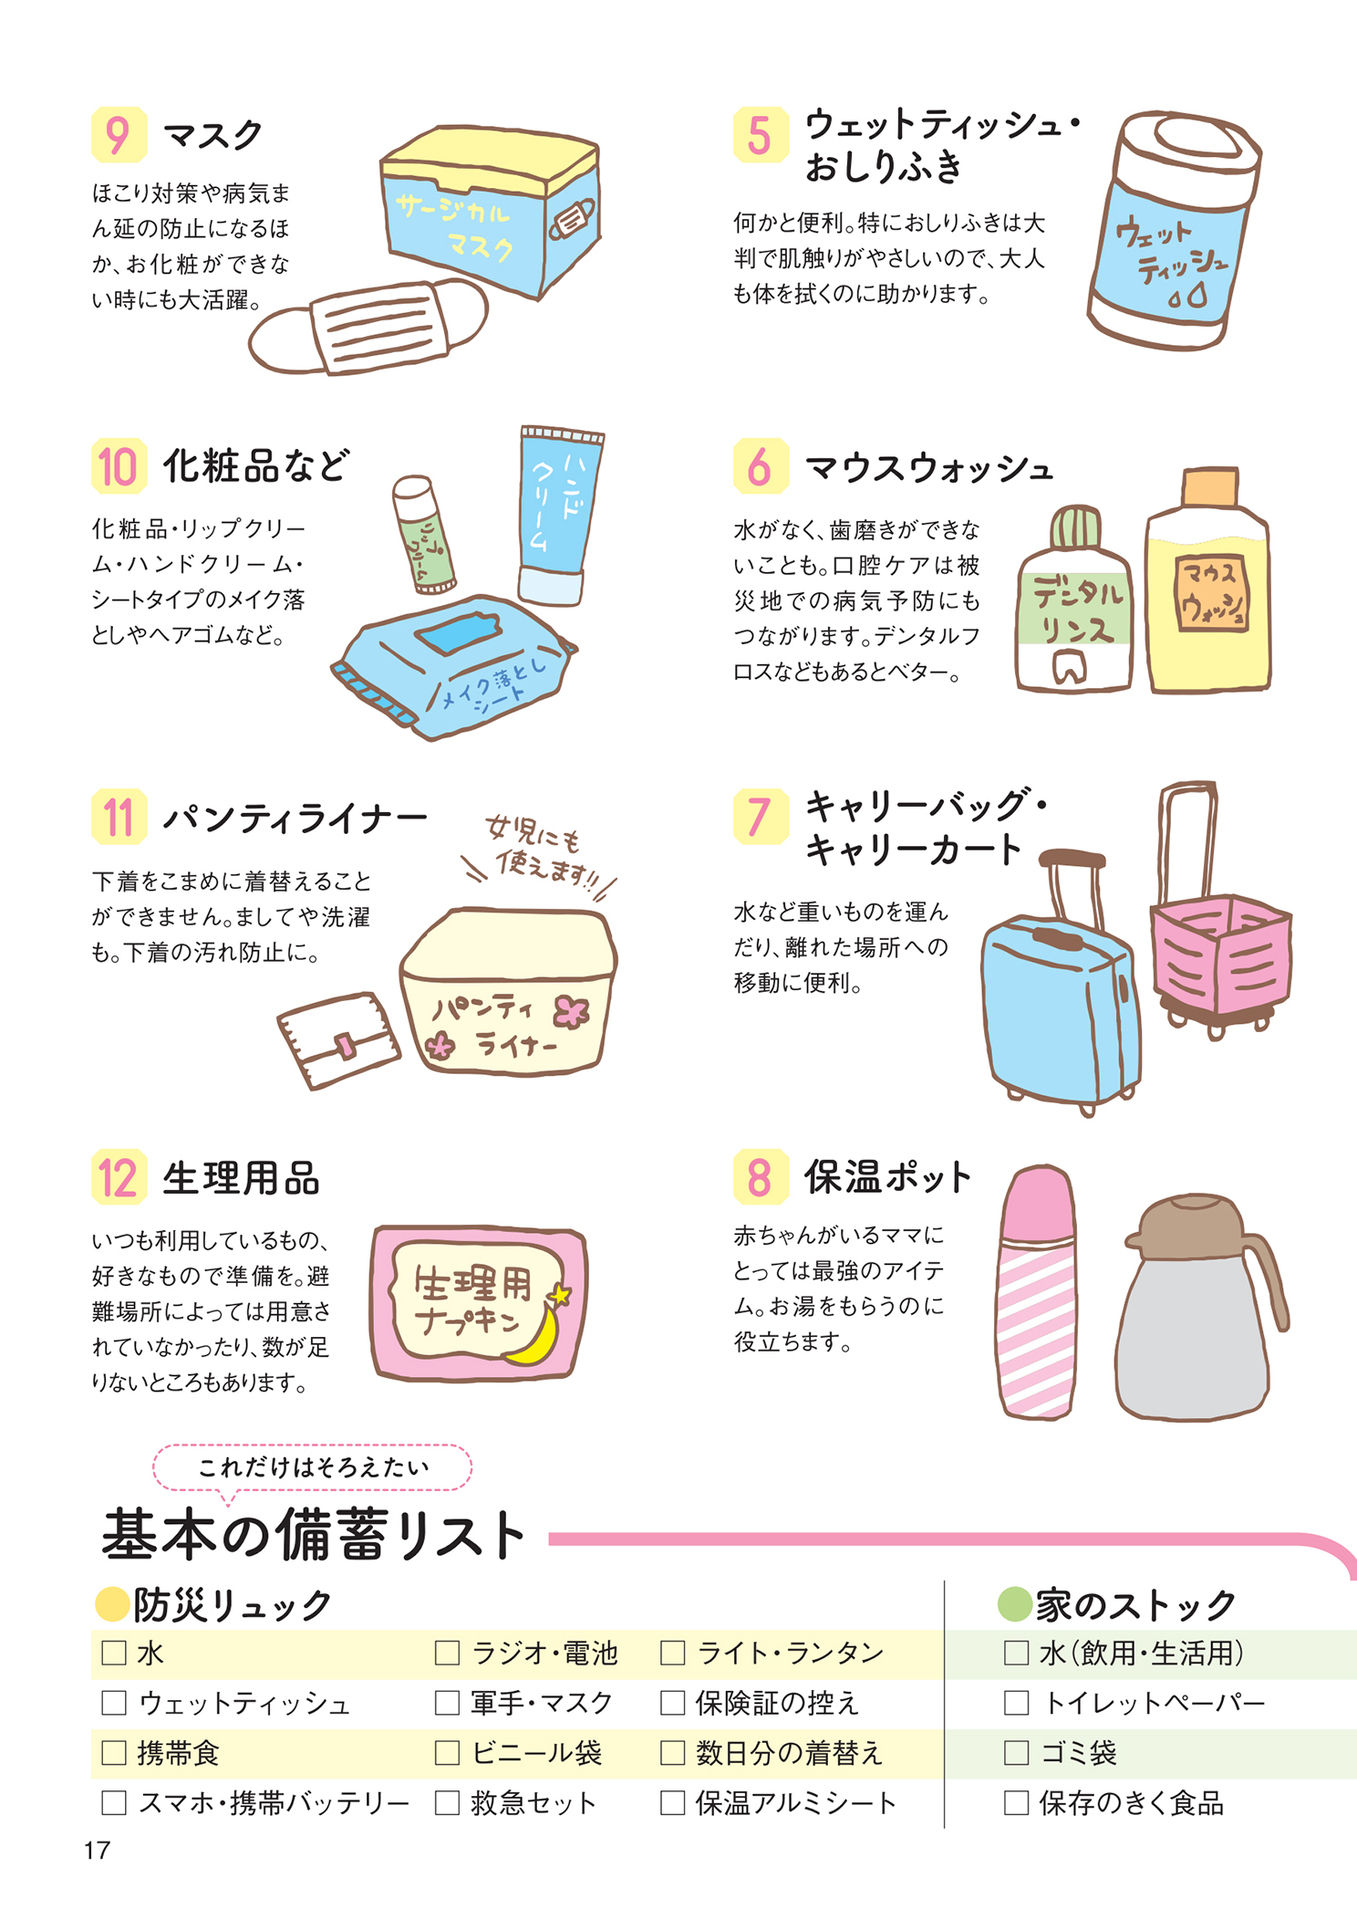 5
ウェットティッシュ・
おしりふき
何かと便利。特におしりふきは大
判で肌触りがやさしいので、大人
も体を拭くのに助かります。
ウェット
ティッシュ
6
マウスウォッシュ
水がなく、歯磨きができな
いことも。口腔ケアは被
災地での病気予防にも
つながります。デンタルフ
ロスなどもあるとベター。
デンタル
リンス
マウス
ウォッシュ
7
キャリーバッグ・
キャリーカート
水など重いものを運ん
だり、離れた場所への
移動に便利。
8
保温ポット
赤ちゃんがいるママに
とっては最強のアイテ
ム。お湯をもらうのに
役立ちます。
9
マスク
ほこり対策や病気ま
ん延の防止になるほ
か、お化粧ができな
い時にも大活躍。
サージカル
マスク
10
化粧品など
化粧品・リップクリー
ム・ハンドクリーム・
シートタイプのメイク落
としやヘアゴムなど。
リップ
クリーム
ハンド
クリーム
メイク落とし
シート
11
パンティライナー
下着をこまめに着替えること
ができません。ましてや洗濯
も。下着の汚れ防止に。
女児にも
使えます!!
パンティ
ライナー
12
生理用品
いつも利用しているもの、
好きなもので準備を。避
難場所によっては用意さ
れていなかったり、数が足
りないところもあります。
生理用
ナプキン
これだけはそろえたい
基本の備蓄リスト
防災リュック
□ 水 □ ラジオ・電池 □ ライト・ランタン
□ ウェットティッシュ □ 軍手・マスク □ 保険証の控え
□ 携帯食 □ ビニール袋 □ 数日分の着替え
□ スマホ・携帯バッテリー □ 救急セット □ 保温アルミシート
家のストック
□ 水（飲用・生活用）
□ トイレットペーパー
□ ゴミ袋
□ 保存のきく食品
17